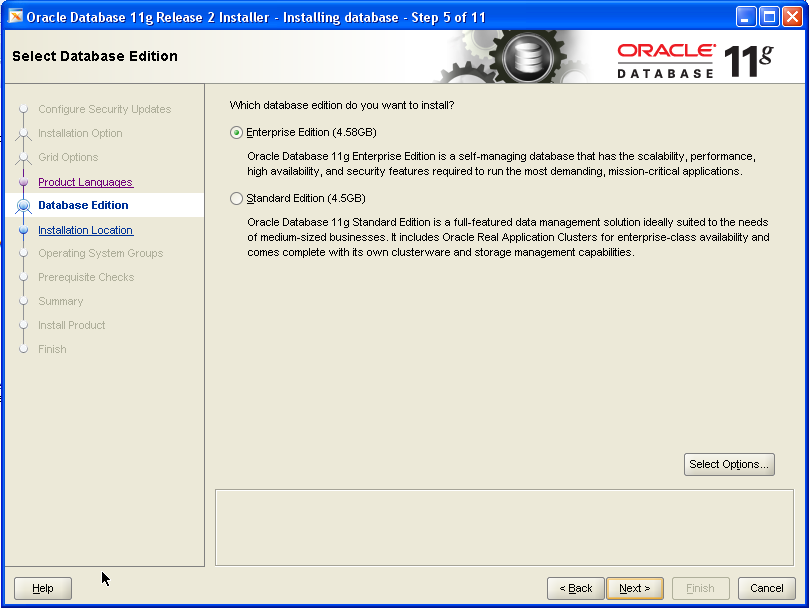 Oracle Database 11g Release 2 Installer - Installing database - Step 5 of 11
Select Database Edition
ORACLE
DATABASE
11g
Configure Security Updates
Installation Option
Grid Options
Product Languages
Database Edition
Installation Location
Operating System Groups
Prerequisite Checks
Summary
Install Product
Finish
Which database edition do you want to install?
Enterprise Edition (4.58GB)
Oracle Database 11g Enterprise Edition is a self-managing database that has the scalability, performance,
high availability, and security features required to run the most demanding, mission-critical applications.
Standard Edition (4.5GB)
Oracle Database 11g Standard Edition is a full-featured data management solution ideally suited to the needs
of medium-sized businesses. It includes Oracle Real Application Clusters for enterprise-class availability and
comes complete with its own clusterware and storage management capabilities.
Select Options...
Help
< Back
Next >
Finish
Cancel